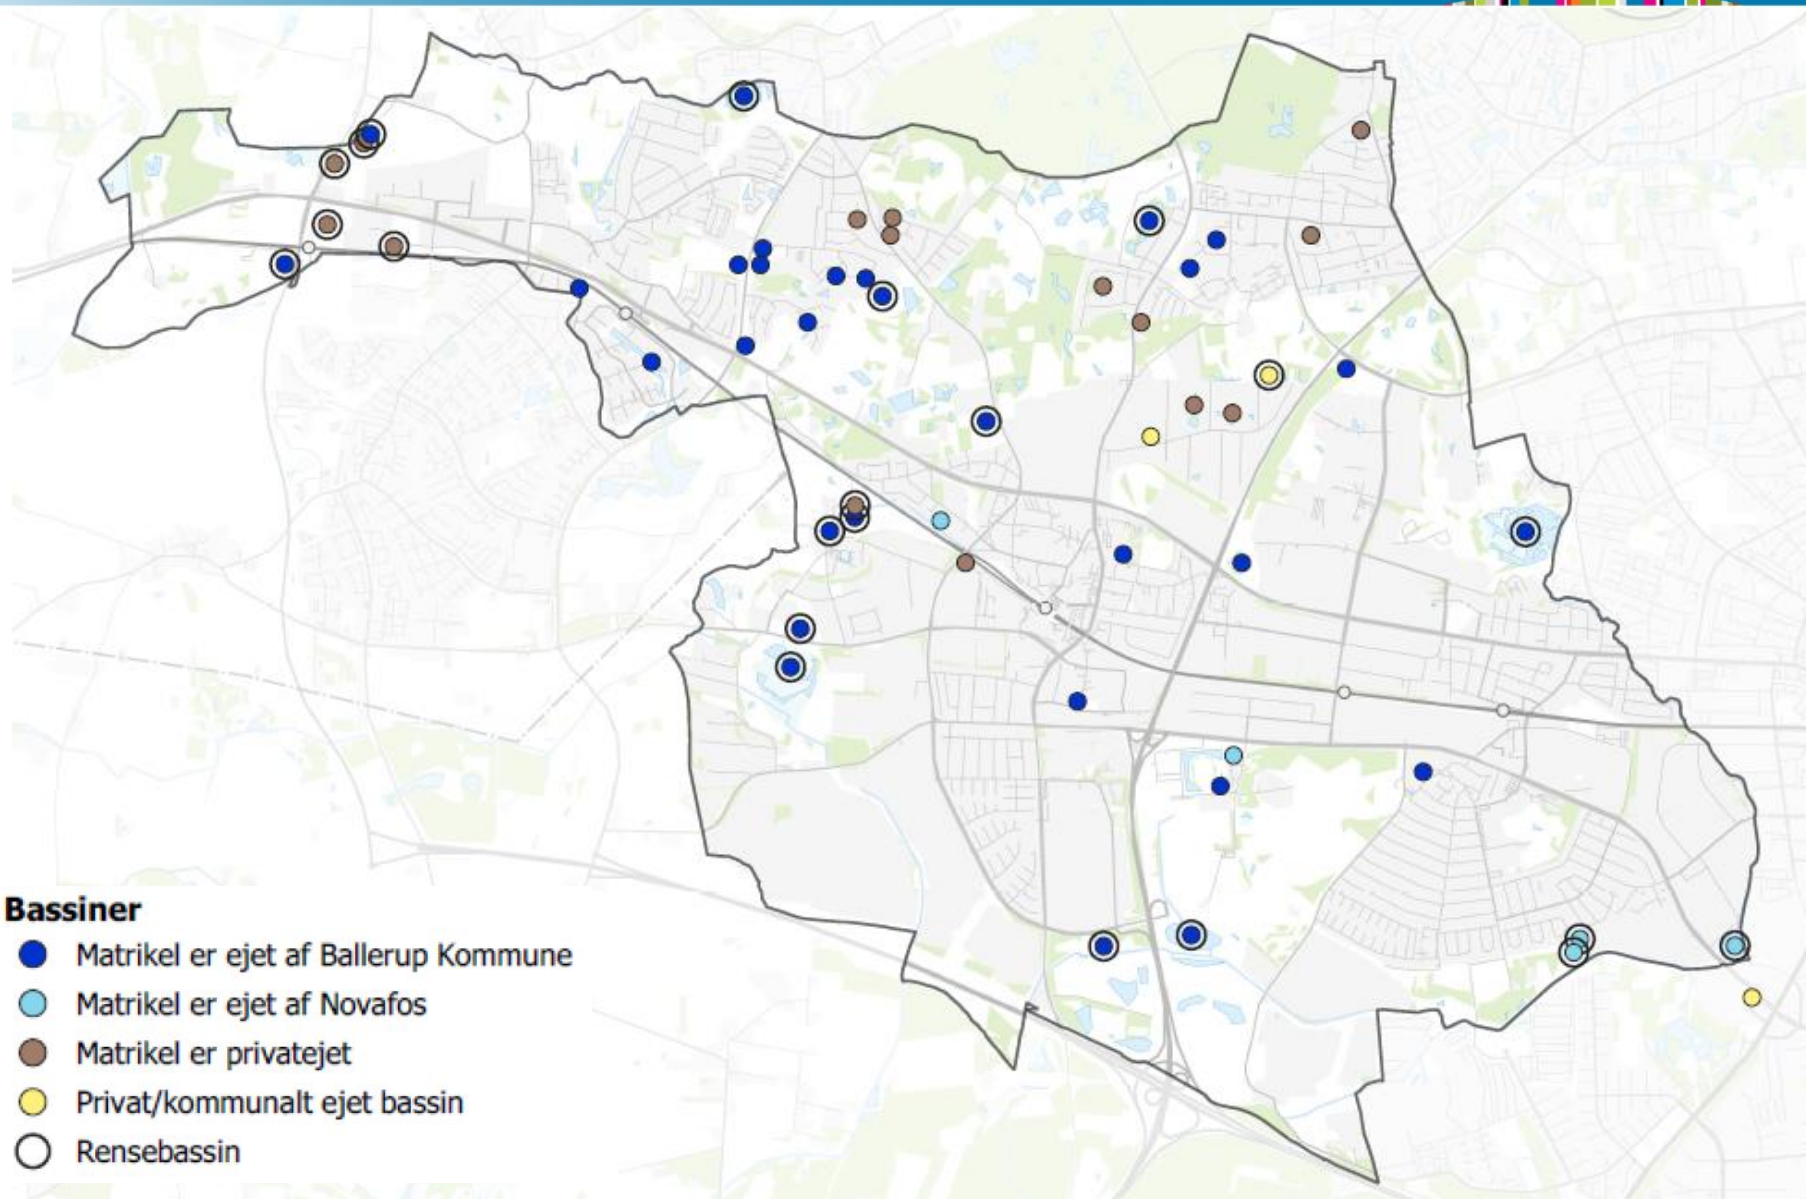 Bassiner
Matrikel er ejet af Ballerup Kommune
Matrikel er ejet af Novafos
Matrikel er privatejet
Privat/kommunalt ejet bassin
Rensebassin